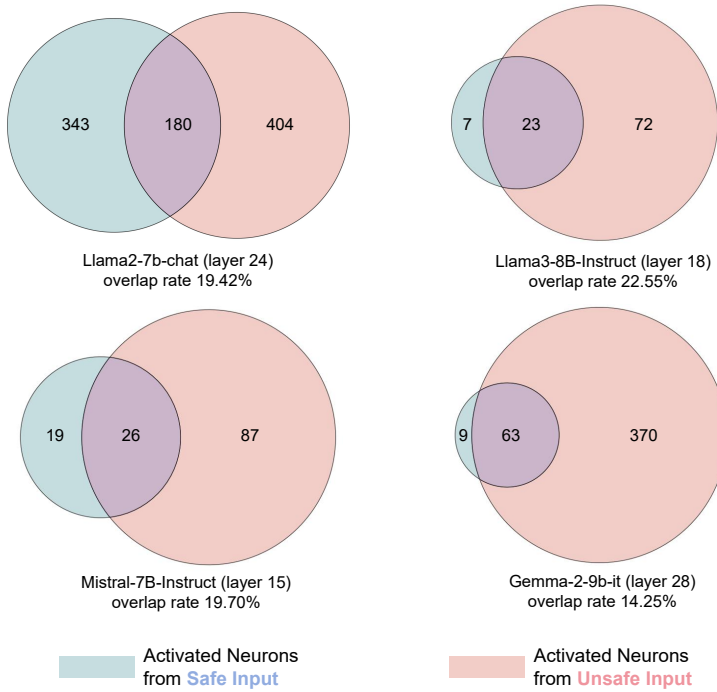 343
180
404
Llama2-7b-chat (layer 24)
overlap rate 19.42%
7
23
72
Llama3-8B-Instruct (layer 18)
overlap rate 22.55%
19
26
87
Mistral-7B-Instruct (layer 15)
overlap rate 19.70%
9
63
370
Gemma-2-9b-it (layer 28)
overlap rate 14.25%
Activated Neurons
from Safe Input
Activated Neurons
from Unsafe Input